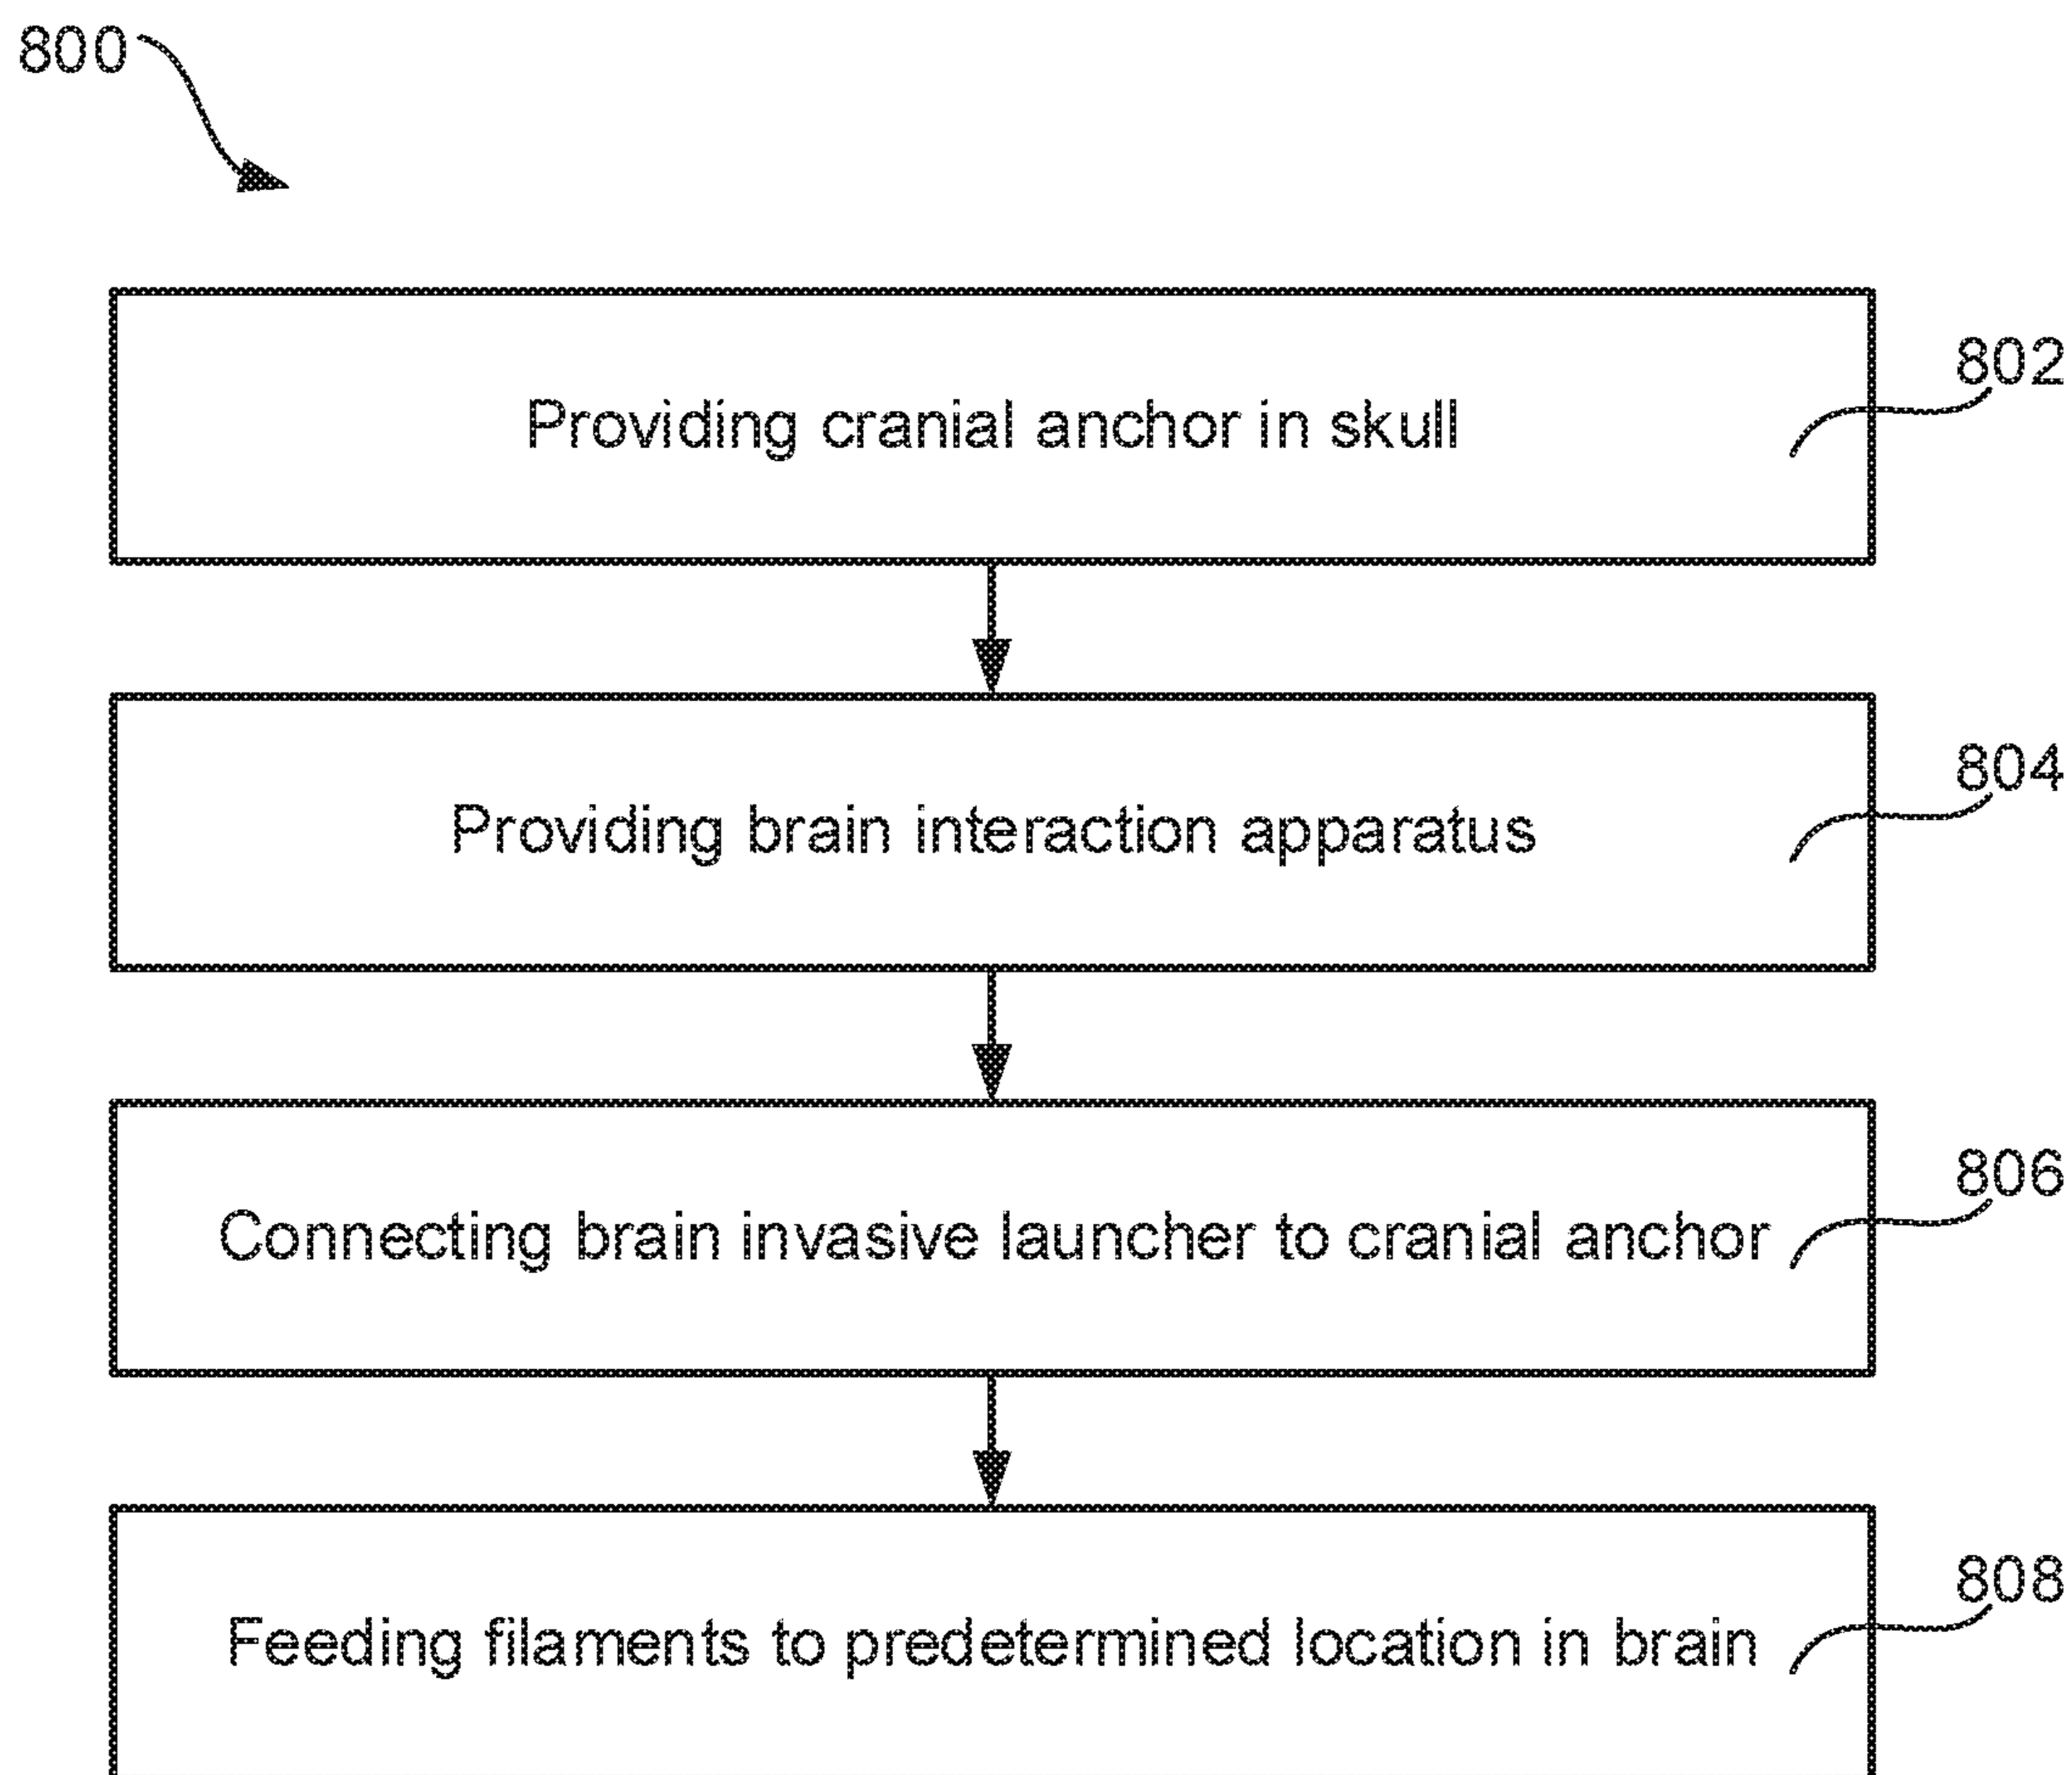 800
Providing cranial anchor in skull
802
Providing brain interaction apparatus
804
Connecting brain invasive launcher to cranial anchor
806
Feeding filaments to predetermined location in brain
808